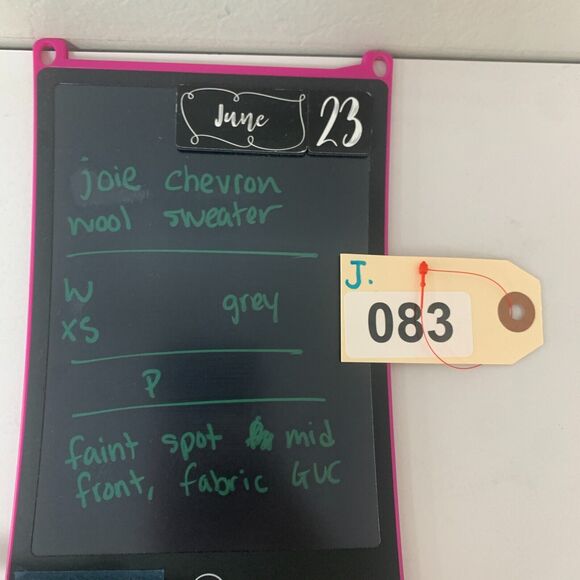 June 23
joie chevron
wool sweater
J.
083
W grey
XS
P
faint spot mid
front, fabric GUC